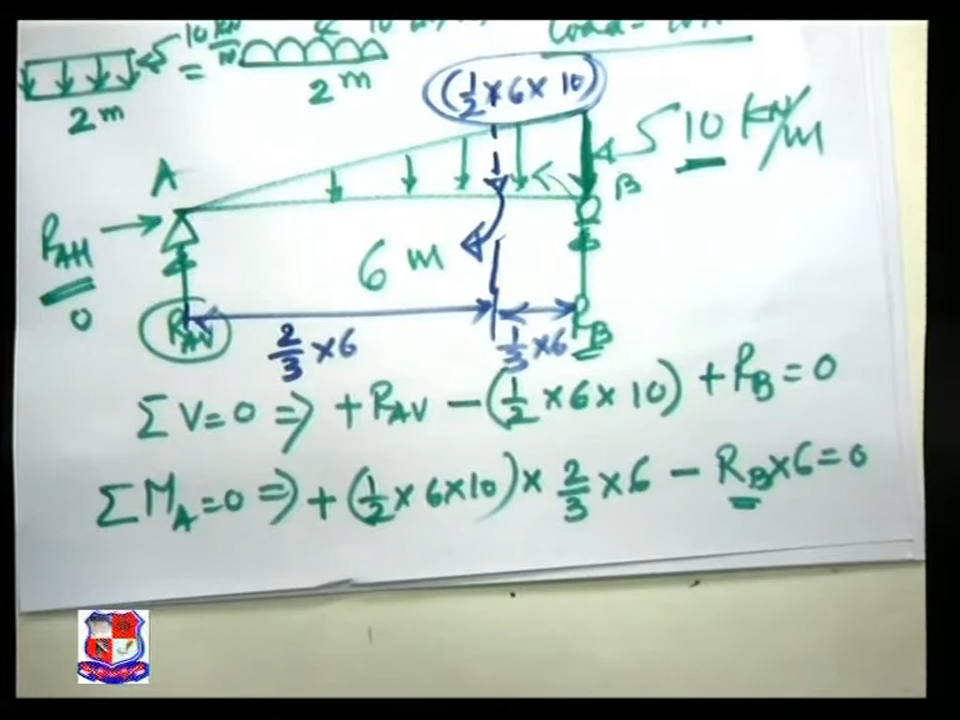 10 kN/m
=
2 m
2 m
(1/2 × 6 × 10)
10 kN/m
A
B
RAH
0
6 m
RAV
2/3 × 6
1/3 × 6
RB
ΣV=0 ⇒ + RAV − (1/2 × 6 × 10) + RB = 0
ΣMA=0 ⇒ + (1/2 × 6 × 10) × 2/3 × 6 − RB × 6 = 0